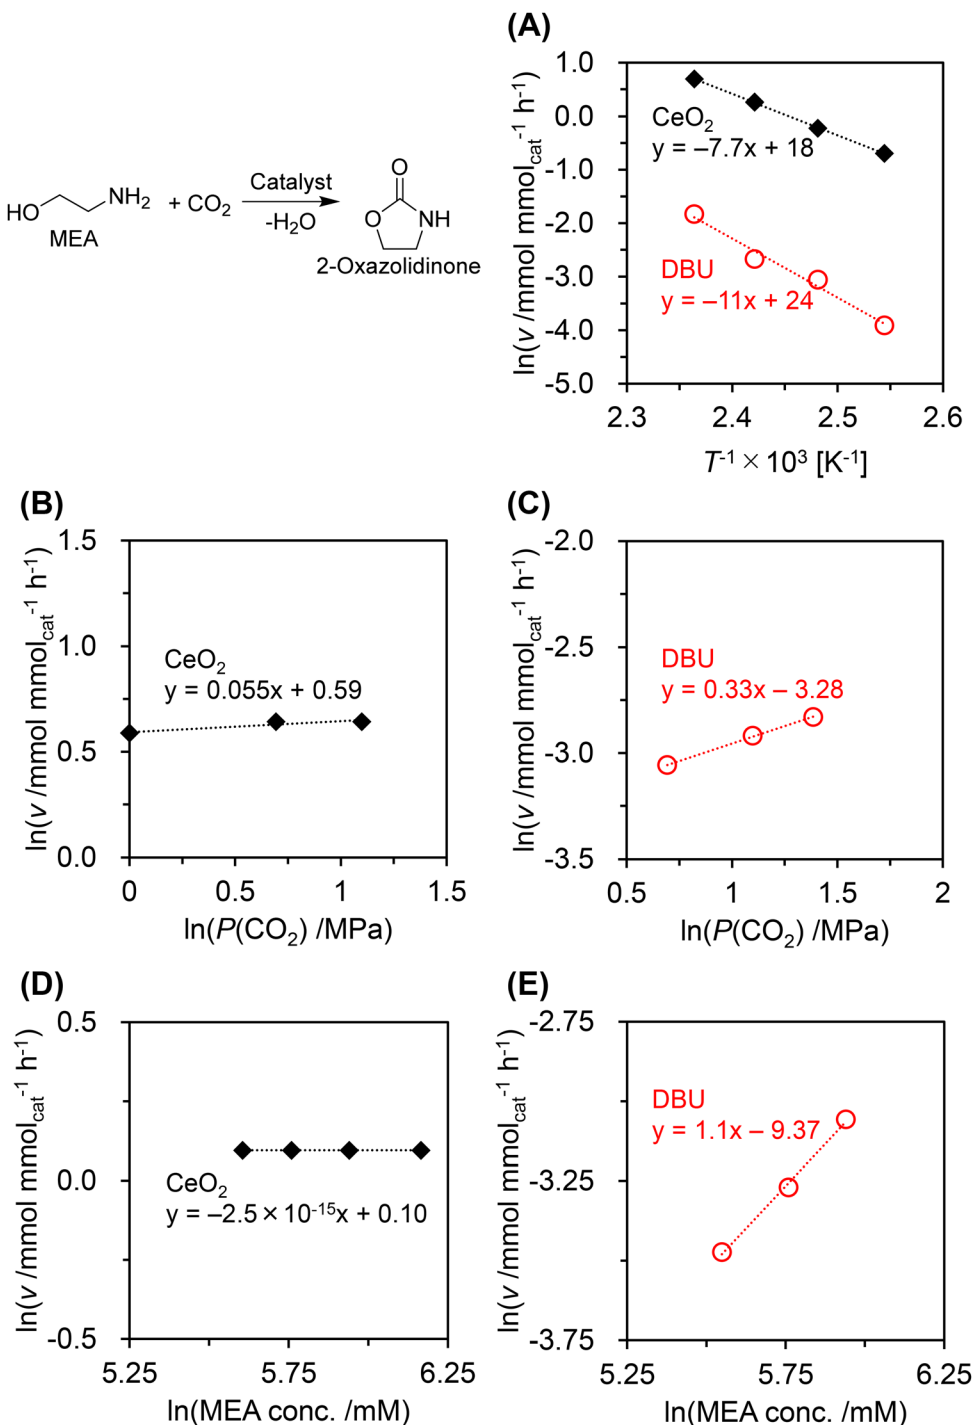 (A)
HO
NH2
MEA
+ CO2
Catalyst
-H2O
O
O
NH
2-Oxazolidinone
ln(v /mmol mmolcat-1 h-1)
1.0
0.0
-1.0
-2.0
-3.0
-4.0
-5.0
CeO2
y = –7.7x + 18
DBU
y = –11x + 24
2.3 2.4 2.5 2.6
T-1 × 103 [K-1]
(B)
ln(v /mmol mmolcat-1 h-1)
1.5
1.0
0.5
0.0
CeO2
y = 0.055x + 0.59
0 0.5 1 1.5
ln(P(CO2) /MPa)
(C)
ln(v /mmol mmolcat-1 h-1)
-2.0
-2.5
-3.0
-3.5
DBU
y = 0.33x – 3.28
0.5 1 1.5 2
ln(P(CO2) /MPa)
(D)
ln(v /mmol mmolcat-1 h-1)
0.5
0.0
-0.5
CeO2
y = –2.5 × 10-15x + 0.10
5.25 5.75 6.25
ln(MEA conc. /mM)
(E)
ln(v /mmol mmolcat-1 h-1)
-2.75
-3.25
-3.75
DBU
y = 1.1x – 9.37
5.25 5.75 6.25
ln(MEA conc. /mM)